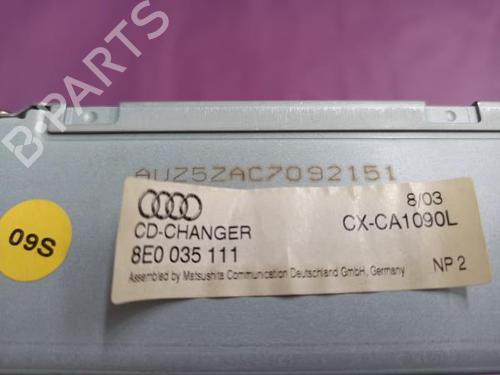 B-PARTS
AUZ5ZAC7092151
8/03
CD-CHANGER
CX-CA1090L
8E0 035 111
Assembled by Matsushita Communication Deutschland GmbH, Germany
NP 2
09S